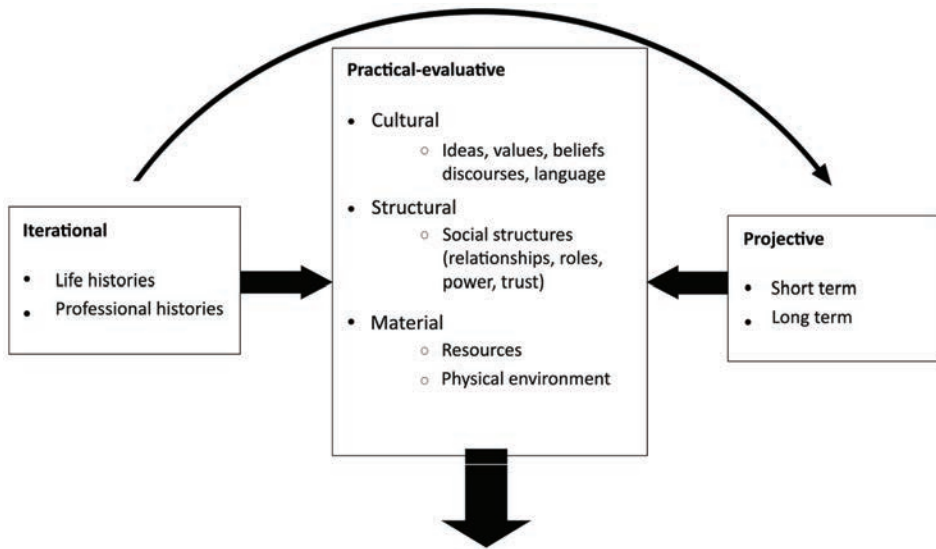 Practical-evaluative
• Cultural
○ Ideas, values, beliefs
discourses, language
• Structural
○ Social structures
(relationships, roles,
power, trust)
• Material
○ Resources
○ Physical environment
Iterational
• Life histories
• Professional histories
Projective
• Short term
• Long term